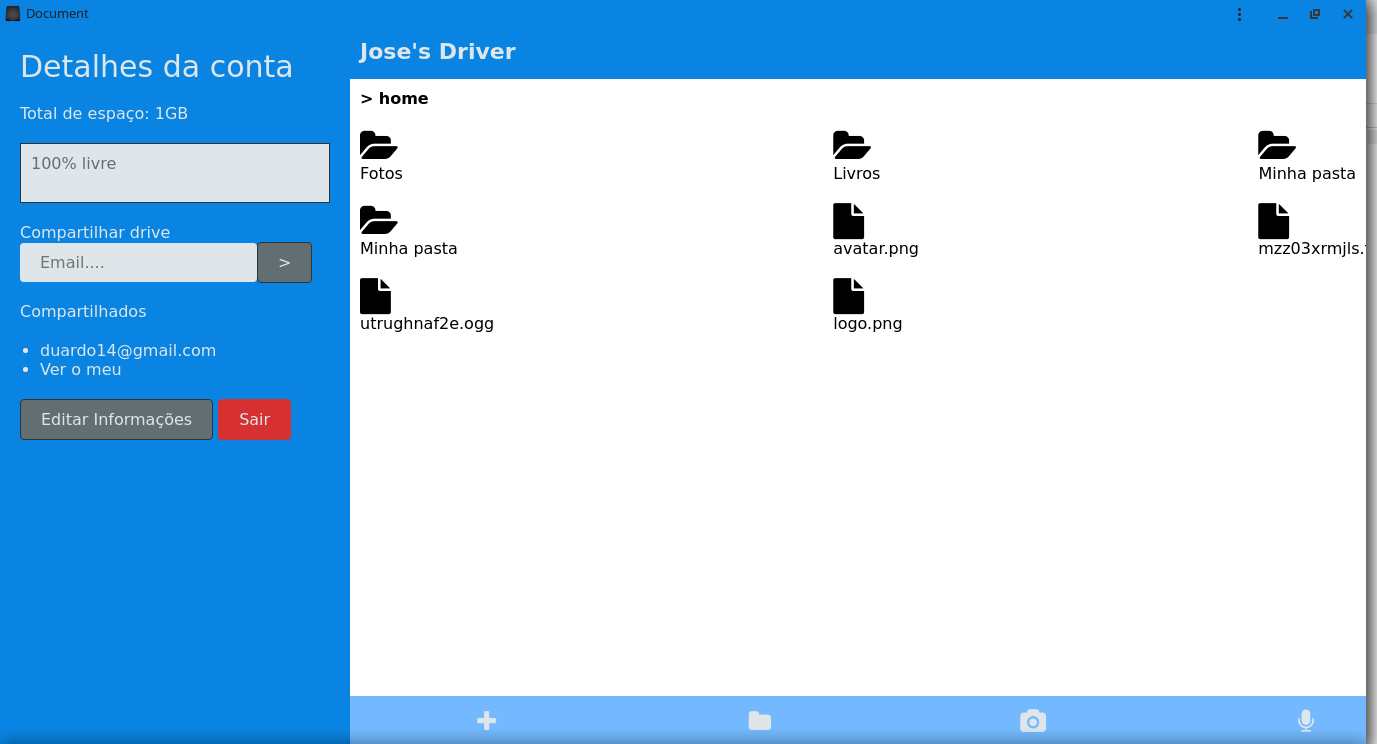 Document
Detalhes da conta
Total de espaço: 1GB
100% livre
Compartilhar drive
Email....
>
Compartilhados
duardo14@gmail.com
Ver o meu
Editar Informações
Sair
Jose's Driver
> home
Fotos
Livros
Minha pasta
Minha pasta
avatar.png
mzz03xrmjls.
utrughnaf2e.ogg
logo.png